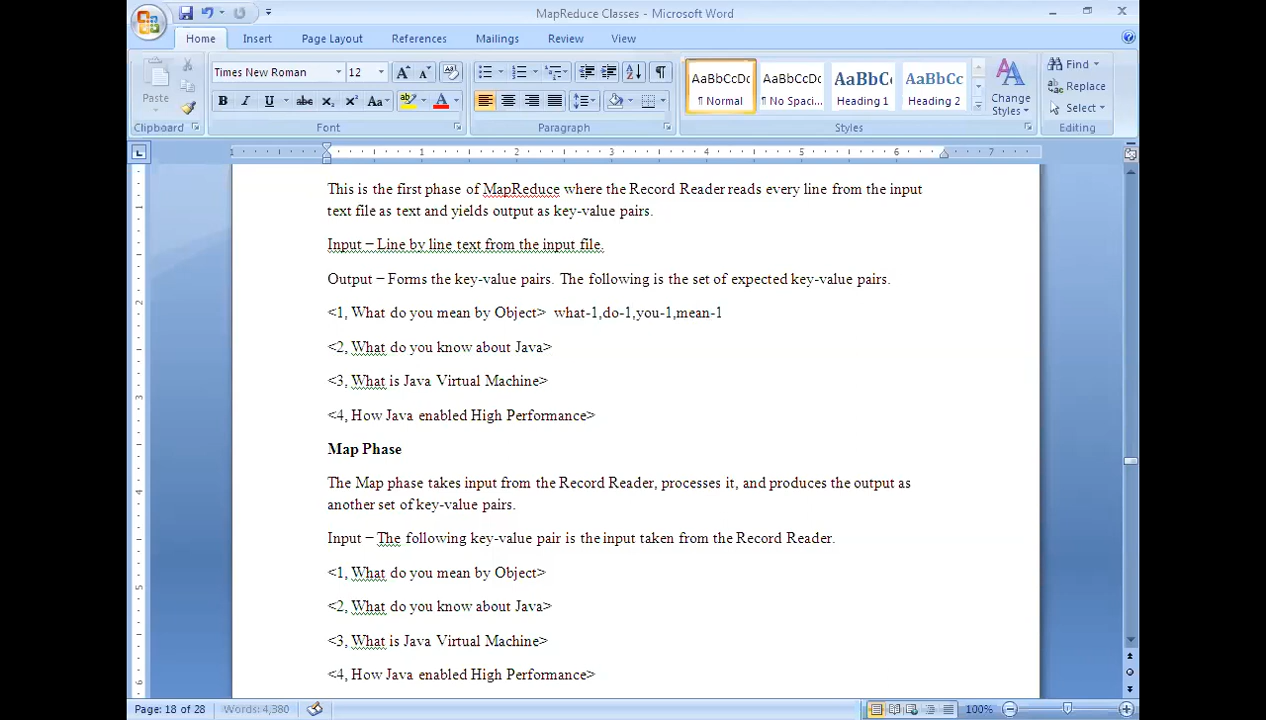 MapReduce Classes - Microsoft Word
Home Insert Page Layout References Mailings Review View
Paste
Times New Roman 12
AaBbCcDc AaBbCcDc AaBbCc AaBbCc
¶ Normal ¶ No Spaci... Heading 1 Heading 2
Change Styles
Find
Replace
Select
Clipboard Font Paragraph Styles Editing
1 1 2 3 4 5 6 7
This is the first phase of MapReduce where the Record Reader reads every line from the input
text file as text and yields output as key-value pairs.
Input – Line by line text from the input file.
Output – Forms the key-value pairs. The following is the set of expected key-value pairs.
<1, What do you mean by Object> what-1,do-1,you-1,mean-1
<2, What do you know about Java>
<3, What is Java Virtual Machine>
<4, How Java enabled High Performance>
Map Phase
The Map phase takes input from the Record Reader, processes it, and produces the output as
another set of key-value pairs.
Input – The following key-value pair is the input taken from the Record Reader.
<1, What do you mean by Object>
<2, What do you know about Java>
<3, What is Java Virtual Machine>
<4, How Java enabled High Performance>
Page: 18 of 28 Words: 4,380 100%